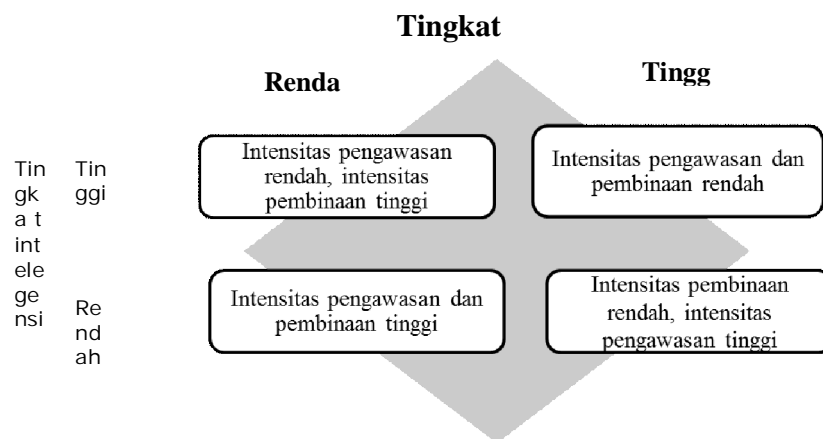 Tingkat
Renda
Tingg
Tin
gk
a t
int
ele
ge
nsi
Tin
ggi
Re
nd
ah
Intensitas pengawasan
rendah, intensitas
pembinaan tinggi
Intensitas pengawasan dan
pembinaan rendah
Intensitas pengawasan dan
pembinaan tinggi
Intensitas pembinaan
rendah, intensitas
pengawasan tinggi